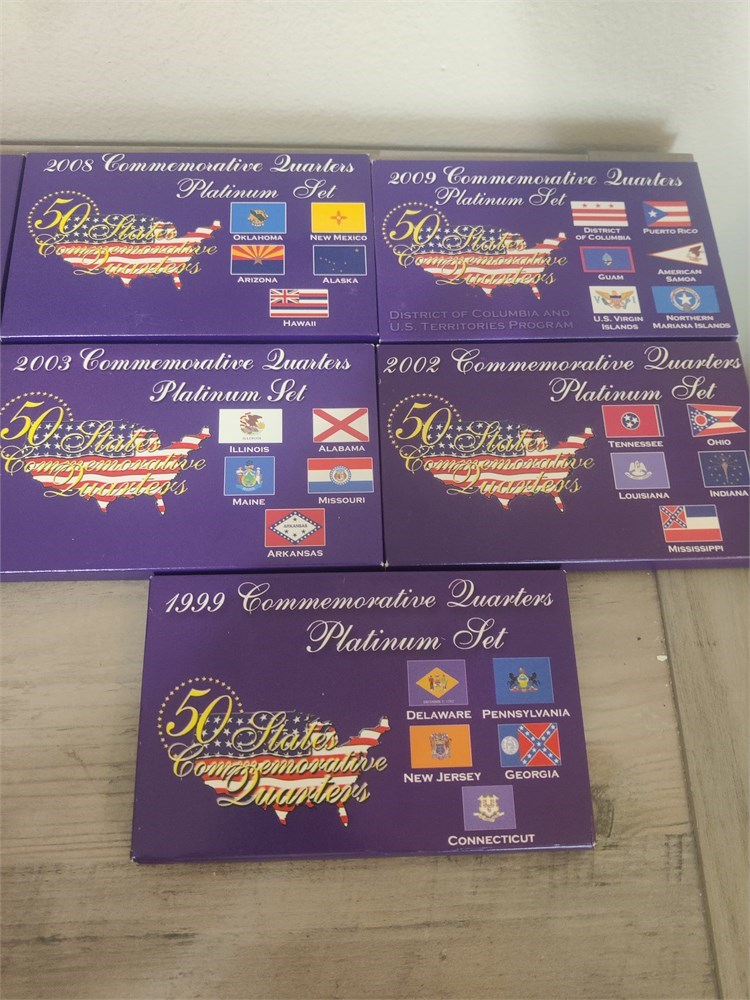 2008 Commemorative Quarters
Platinum Set
50 States
Commemorative
Quarters
OKLAHOMA
NEW MEXICO
ARIZONA
ALASKA
HAWAII
2009 Commemorative Quarters
Platinum Set
50 States
Commemorative
Quarters
DISTRICT
OF COLUMBIA
PUERTO RICO
GUAM
AMERICAN
SAMOA
U.S. VIRGIN
ISLANDS
NORTHERN
MARIANA ISLANDS
DISTRICT OF COLUMBIA AND
U.S. TERRITORIES PROGRAM
2003 Commemorative Quarters
Platinum Set
50 States
Commemorative
Quarters
ILLINOIS
ILLINOIS
ALABAMA
MAINE
MISSOURI
ARKANSAS
ARKANSAS
2002 Commemorative Quarters
Platinum Set
50 States
Commemorative
Quarters
TENNESSEE
OHIO
LOUISIANA
INDIANA
MISSISSIPPI
1999 Commemorative Quarters
Platinum Set
50 States
Commemorative
Quarters
DELAWARE
PENNSYLVANIA
NEW JERSEY
GEORGIA
CONNECTICUT